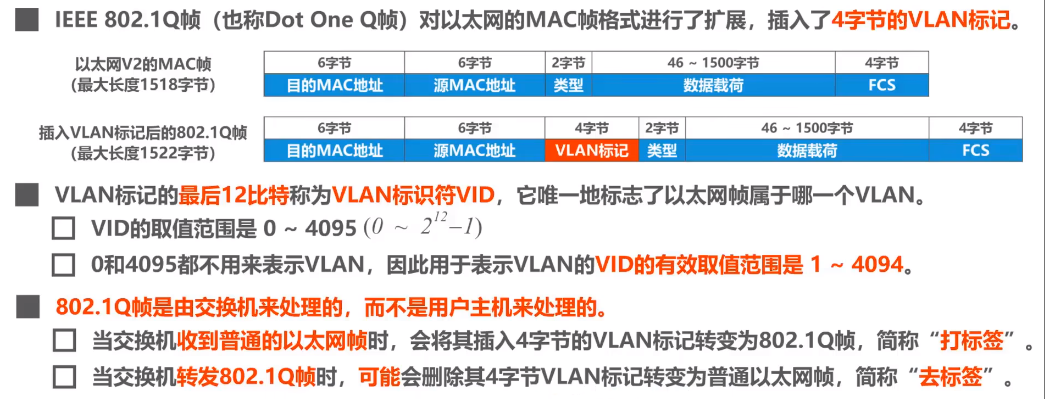 IEEE 802.1Q帧（也称Dot One Q帧）对以太网的MAC帧格式进行了扩展，插入了4字节的VLAN标记。
以太网V2的MAC帧
（最大长度1518字节）
6字节 6字节 2字节 46 ~ 1500字节 4字节
目的MAC地址 源MAC地址 类型 数据载荷 FCS
插入VLAN标记后的802.1Q帧
（最大长度1522字节）
6字节 6字节 4字节 2字节 46 ~ 1500字节 4字节
目的MAC地址 源MAC地址 VLAN标记 类型 数据载荷 FCS
VLAN标记的最后12比特称为VLAN标识符VID，它唯一地标志了以太网帧属于哪一个VLAN。
VID的取值范围是 0 ~ 4095 (0 ~ 2^12–1)
0和4095都不用来表示VLAN，因此用于表示VLAN的VID的有效取值范围是 1 ~ 4094。
802.1Q帧是由交换机来处理的，而不是用户主机来处理的。
当交换机收到普通的以太网帧时，会将其插入4字节的VLAN标记转变为802.1Q帧，简称“打标签”。
当交换机转发802.1Q帧时，可能会删除其4字节VLAN标记转变为普通以太网帧，简称“去标签”。